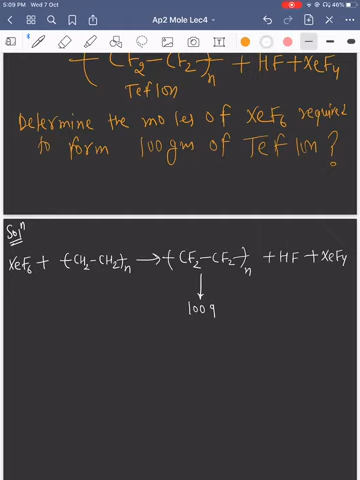 5:09 PM Wed 7 Oct 46%
Ap2 Mole Lec4
-(CF2-CF2)-n + HF + XeF4
Teflon
Determine the moles of XeF6 required
to form 100gm of Teflon?
Solⁿ
XeF6 + -(CH2-CH2)-n → -(CF2-CF2)-n + HF + XeF4
100g